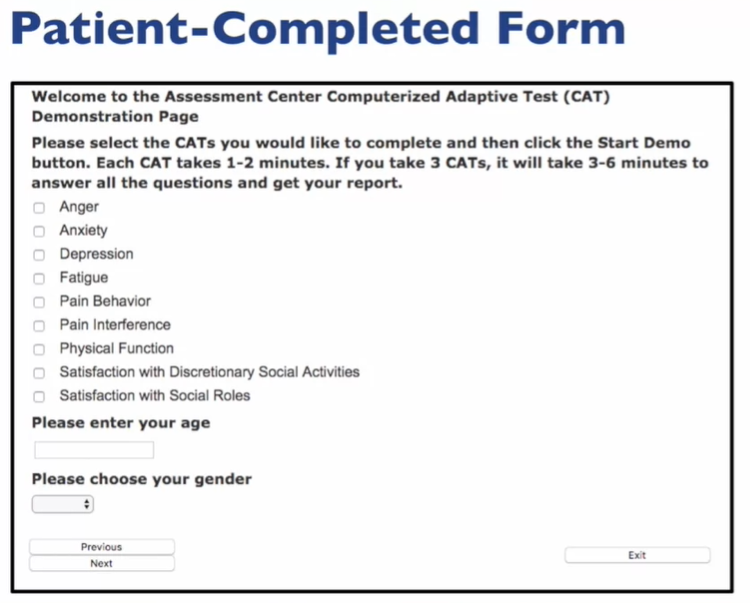 Patient-Completed Form
Welcome to the Assessment Center Computerized Adaptive Test (CAT)
Demonstration Page
Please select the CATs you would like to complete and then click the Start Demo
button. Each CAT takes 1-2 minutes. If you take 3 CATs, it will take 3-6 minutes to
answer all the questions and get your report.
Anger
Anxiety
Depression
Fatigue
Pain Behavior
Pain Interference
Physical Function
Satisfaction with Discretionary Social Activities
Satisfaction with Social Roles
Please enter your age
Please choose your gender
Previous
Next
Exit